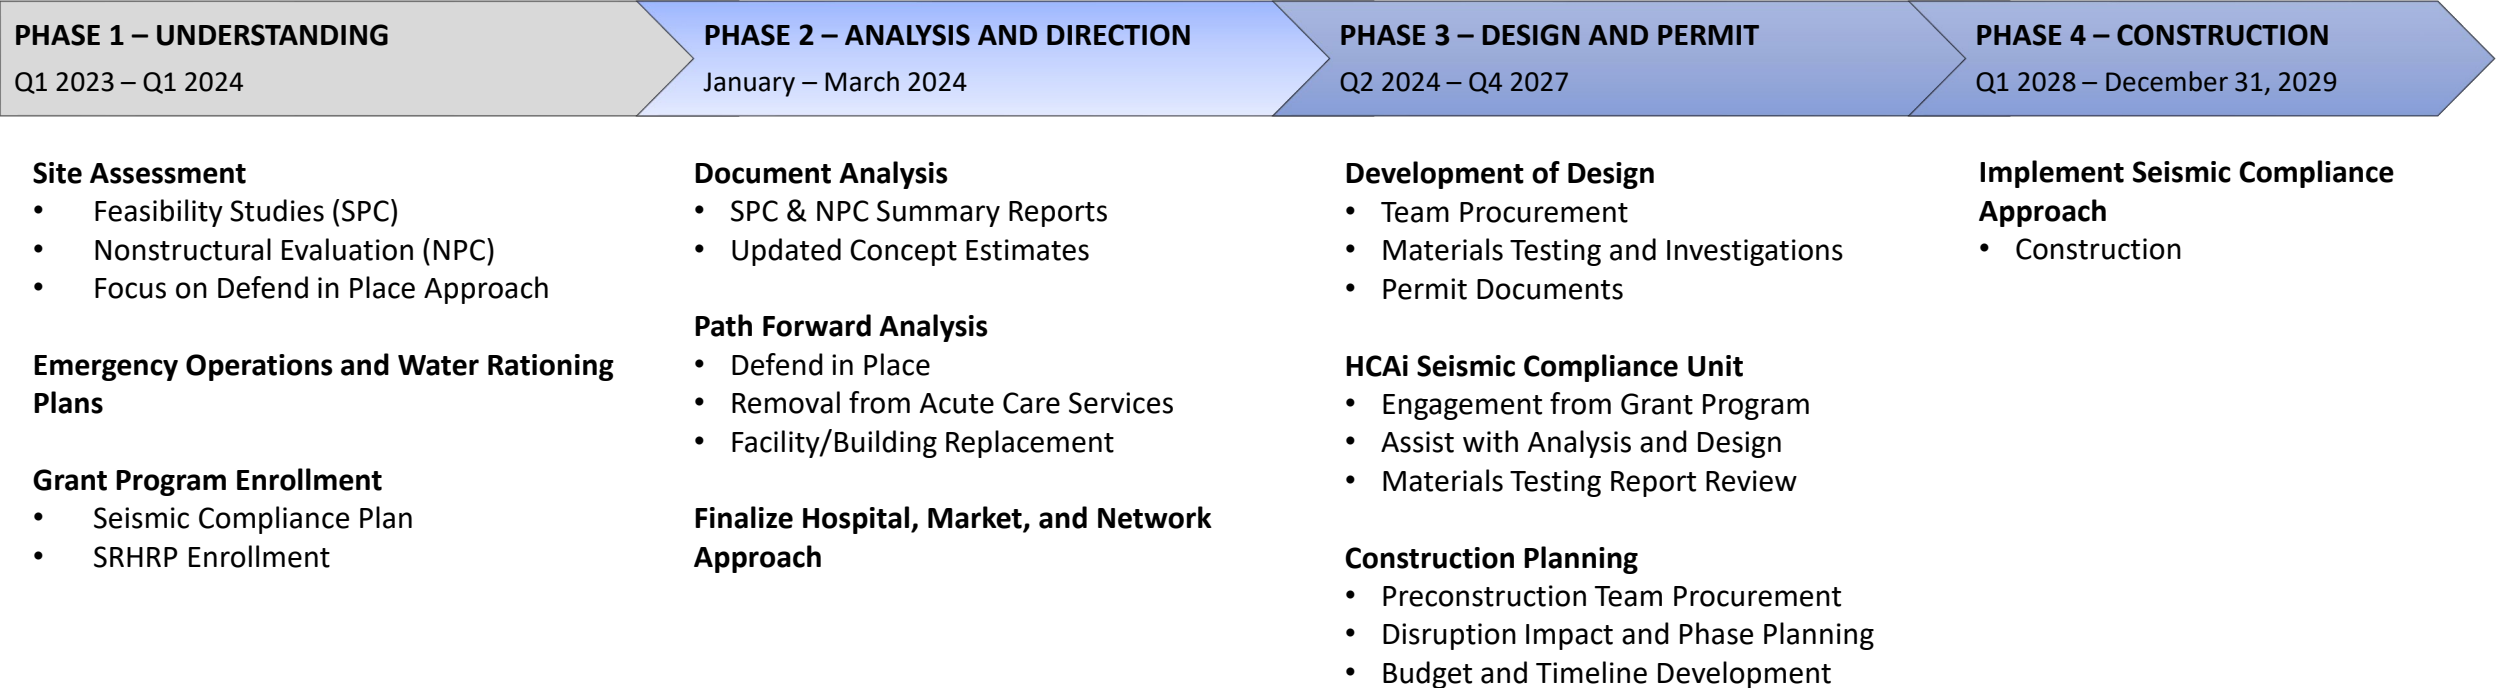 PHASE 1 – UNDERSTANDING
Q1 2023 – Q1 2024
PHASE 2 – ANALYSIS AND DIRECTION
January – March 2024
PHASE 3 – DESIGN AND PERMIT
Q2 2024 – Q4 2027
PHASE 4 – CONSTRUCTION
Q1 2028 – December 31, 2029
Site Assessment
• Feasibility Studies (SPC)
• Nonstructural Evaluation (NPC)
• Focus on Defend in Place Approach
Emergency Operations and Water Rationing
Plans
Grant Program Enrollment
• Seismic Compliance Plan
• SRHRP Enrollment
Document Analysis
• SPC & NPC Summary Reports
• Updated Concept Estimates
Path Forward Analysis
• Defend in Place
• Removal from Acute Care Services
• Facility/Building Replacement
Finalize Hospital, Market, and Network
Approach
Development of Design
• Team Procurement
• Materials Testing and Investigations
• Permit Documents
HCAi Seismic Compliance Unit
• Engagement from Grant Program
• Assist with Analysis and Design
• Materials Testing Report Review
Construction Planning
• Preconstruction Team Procurement
• Disruption Impact and Phase Planning
• Budget and Timeline Development
Implement Seismic Compliance
Approach
• Construction